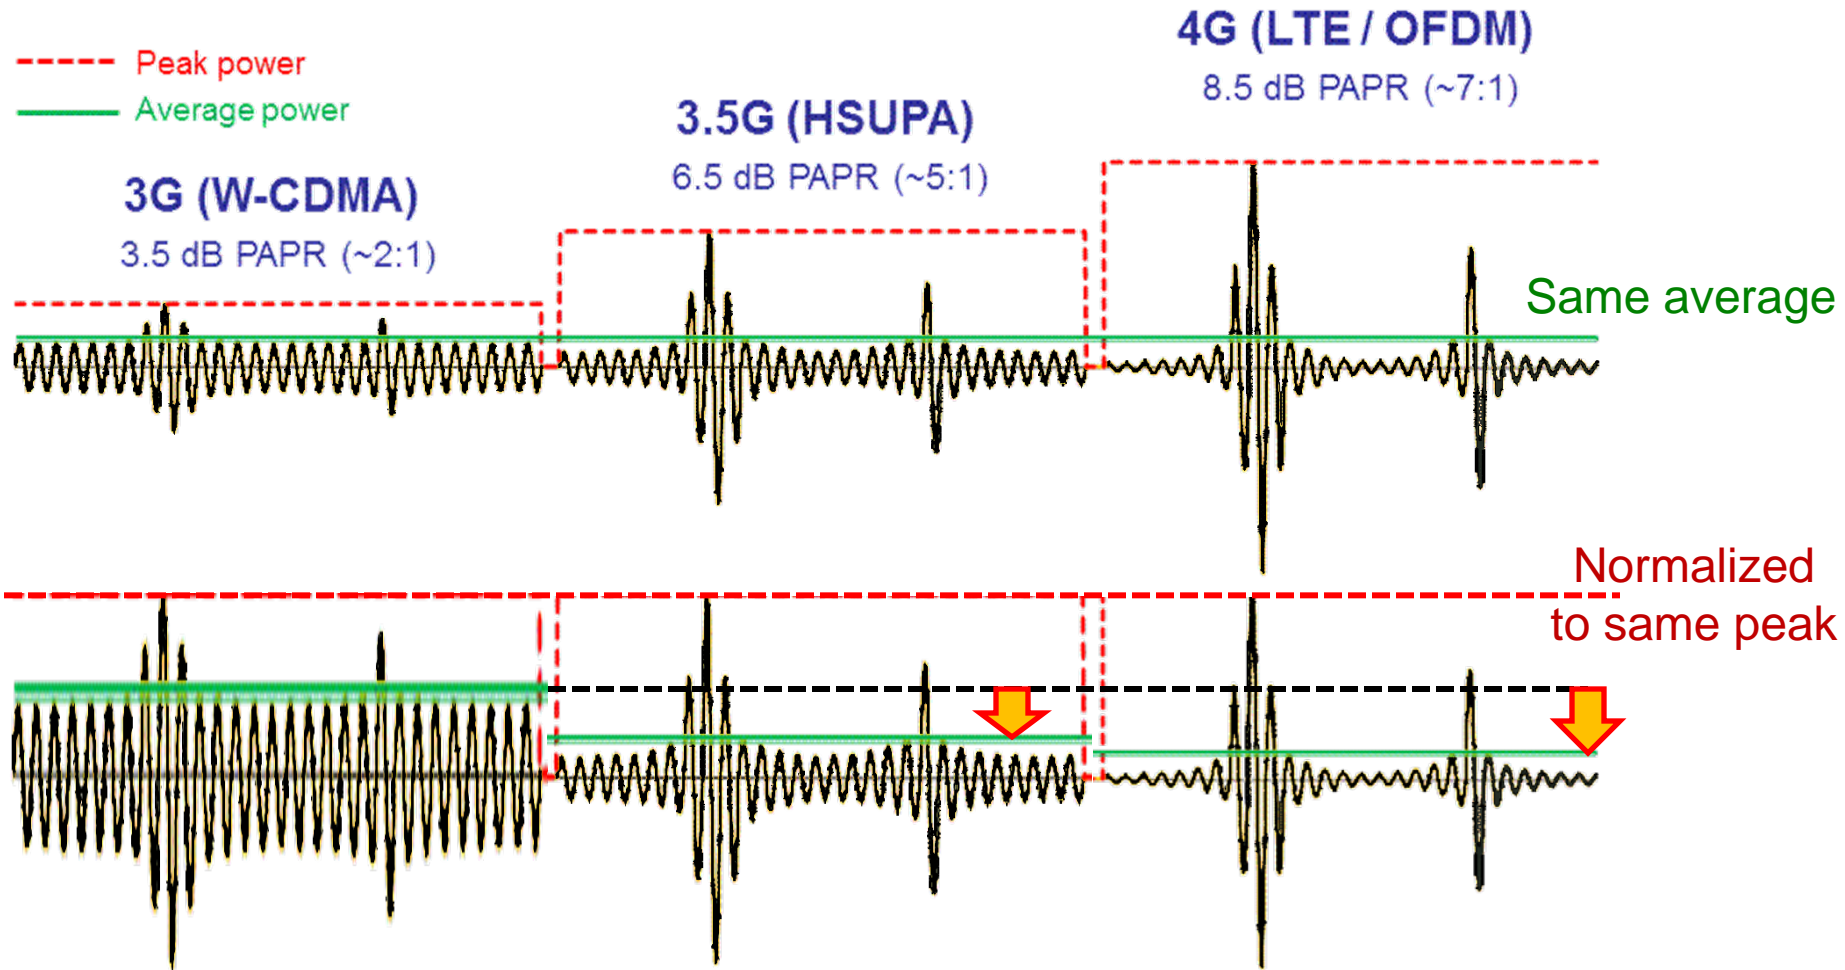 Peak power
Average power
3G (W-CDMA)
3.5 dB PAPR (~2:1)
3.5G (HSUPA)
6.5 dB PAPR (~5:1)
4G (LTE / OFDM)
8.5 dB PAPR (~7:1)
Same average
Normalized
to same peak